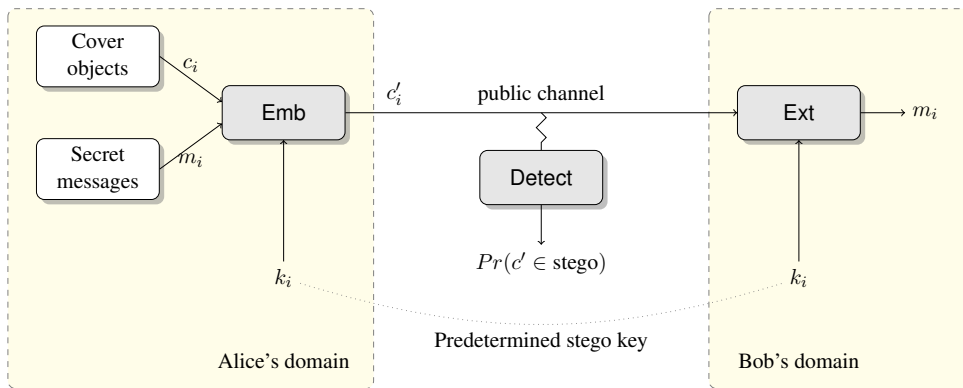 Cover
objects
c_i
Secret
messages
m_i
Emb
k_i
Alice's domain
c'_i
public channel
Detect
Pr(c' ∈ stego)
Predetermined stego key
Ext
m_i
k_i
Bob's domain